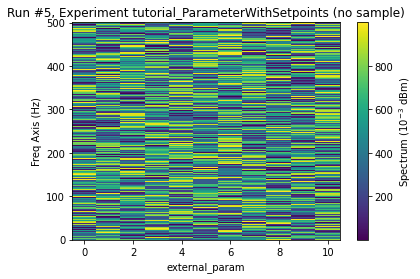 Run #5, Experiment tutorial_ParameterWithSetpoints (no sample)
500
400
300
200
100
0
Freq Axis (Hz)
0 2 4 6 8 10
external_param
800
600
400
200
Spectrum (10⁻³ dBm)